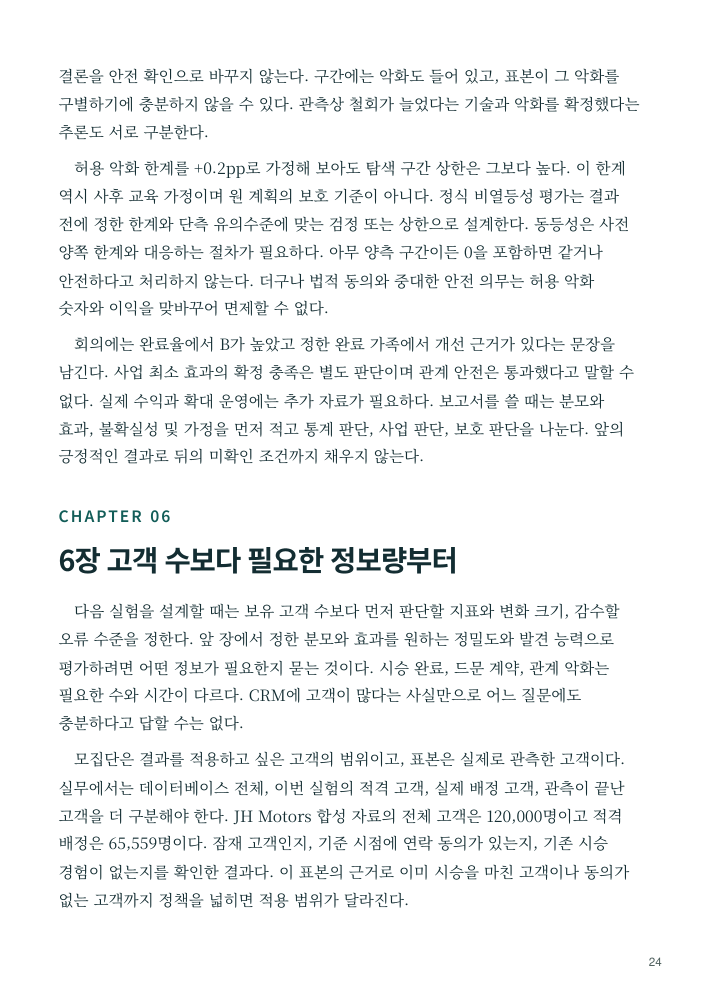 결론을 안전 확인으로 바꾸지 않는다. 구간에는 악화도 들어 있고, 표본이 그 악화를
구별하기에 충분하지 않을 수 있다. 관측상 철회가 늘었다는 기술과 악화를 확정했다는
추론도 서로 구분한다.
허용 악화 한계를 +0.2pp로 가정해 보아도 탐색 구간 상한은 그보다 높다. 이 한계
역시 사후 교육 가정이며 원 계획의 보호 기준이 아니다. 정식 비열등성 평가는 결과
전에 정한 한계와 단측 유의수준에 맞는 검정 또는 상한으로 설계한다. 동등성은 사전
양쪽 한계와 대응하는 절차가 필요하다. 아무 양측 구간이든 0을 포함하면 같거나
안전하다고 처리하지 않는다. 더구나 법적 동의와 중대한 안전 의무는 허용 악화
숫자와 이익을 맞바꾸어 면제할 수 없다.
회의에는 완료율에서 B가 높았고 정한 완료 가족에서 개선 근거가 있다는 문장을
남긴다. 사업 최소 효과의 확정 충족은 별도 판단이며 관계 안전은 통과했다고 말할 수
없다. 실제 수익과 확대 운영에는 추가 자료가 필요하다. 보고서를 쓸 때는 분모와
효과, 불확실성 및 가정을 먼저 적고 통계 판단, 사업 판단, 보호 판단을 나눈다. 앞의
긍정적인 결과로 뒤의 미확인 조건까지 채우지 않는다.
CHAPTER 06
6장 고객 수보다 필요한 정보량부터
다음 실험을 설계할 때는 보유 고객 수보다 먼저 판단할 지표와 변화 크기, 감수할
오류 수준을 정한다. 앞 장에서 정한 분모와 효과를 원하는 정밀도와 발견 능력으로
평가하려면 어떤 정보가 필요한지 묻는 것이다. 시승 완료, 드문 계약, 관계 악화는
필요한 수와 시간이 다르다. CRM에 고객이 많다는 사실만으로 어느 질문에도
충분하다고 답할 수는 없다.
모집단은 결과를 적용하고 싶은 고객의 범위이고, 표본은 실제로 관측한 고객이다.
실무에서는 데이터베이스 전체, 이번 실험의 적격 고객, 실제 배정 고객, 관측이 끝난
고객을 더 구분해야 한다. JH Motors 합성 자료의 전체 고객은 120,000명이고 적격
배정은 65,559명이다. 잠재 고객인지, 기준 시점에 연락 동의가 있는지, 기존 시승
경험이 없는지를 확인한 결과다. 이 표본의 근거로 이미 시승을 마친 고객이나 동의가
없는 고객까지 정책을 넓히면 적용 범위가 달라진다.
24